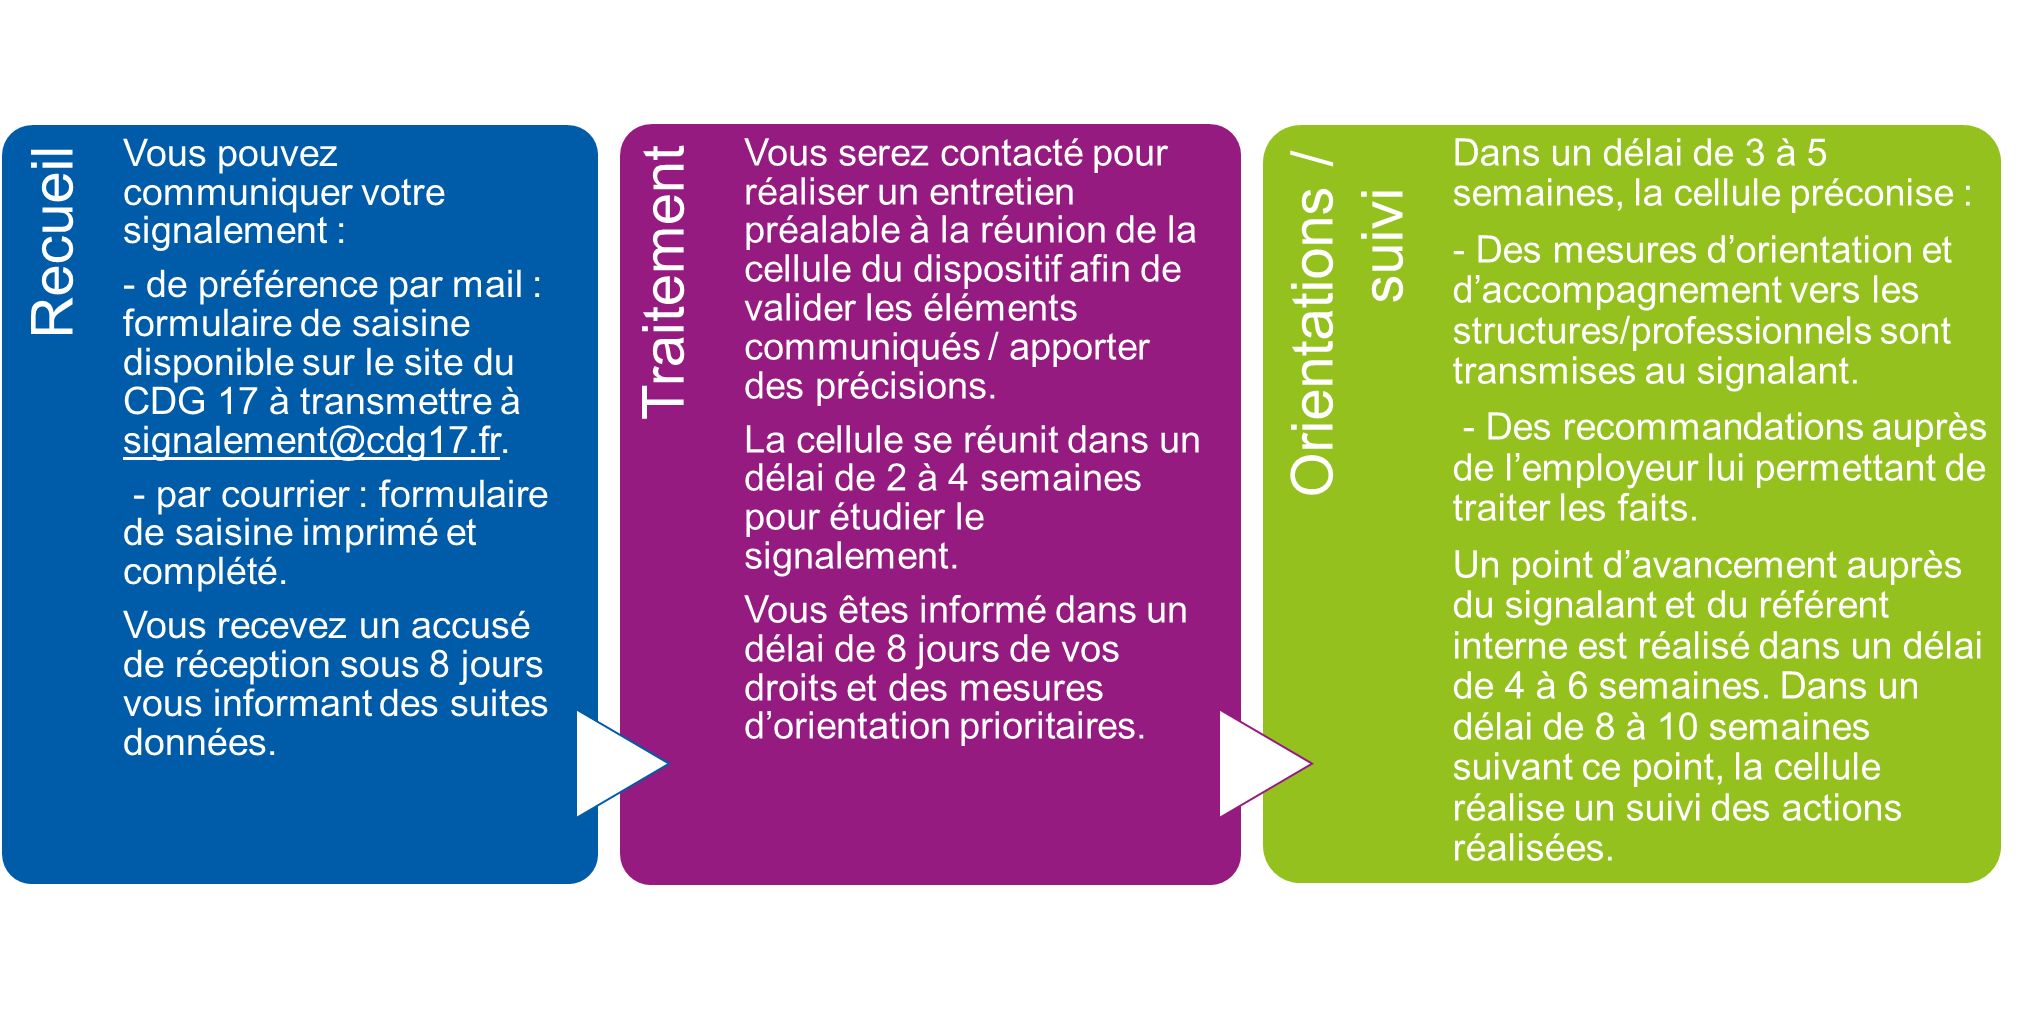 Recueil
Vous pouvez
communiquer votre
signalement :
- de préférence par mail :
formulaire de saisine
disponible sur le site du
CDG 17 à transmettre à
signalement@cdg17.fr.
- par courrier : formulaire
de saisine imprimé et
complété.
Vous recevez un accusé
de réception sous 8 jours
vous informant des suites
données.
Traitement
Vous serez contacté pour
réaliser un entretien
préalable à la réunion de la
cellule du dispositif afin de
valider les éléments
communiqués / apporter
des précisions.
La cellule se réunit dans un
délai de 2 à 4 semaines
pour étudier le
signalement.
Vous êtes informé dans un
délai de 8 jours de vos
droits et des mesures
d’orientation prioritaires.
Orientations /
suivi
Dans un délai de 3 à 5
semaines, la cellule préconise :
- Des mesures d’orientation et
d’accompagnement vers les
structures/professionnels sont
transmises au signalant.
- Des recommandations auprès
de l’employeur lui permettant de
traiter les faits.
Un point d’avancement auprès
du signalant et du référent
interne est réalisé dans un délai
de 4 à 6 semaines. Dans un
délai de 8 à 10 semaines
suivant ce point, la cellule
réalise un suivi des actions
réalisées.